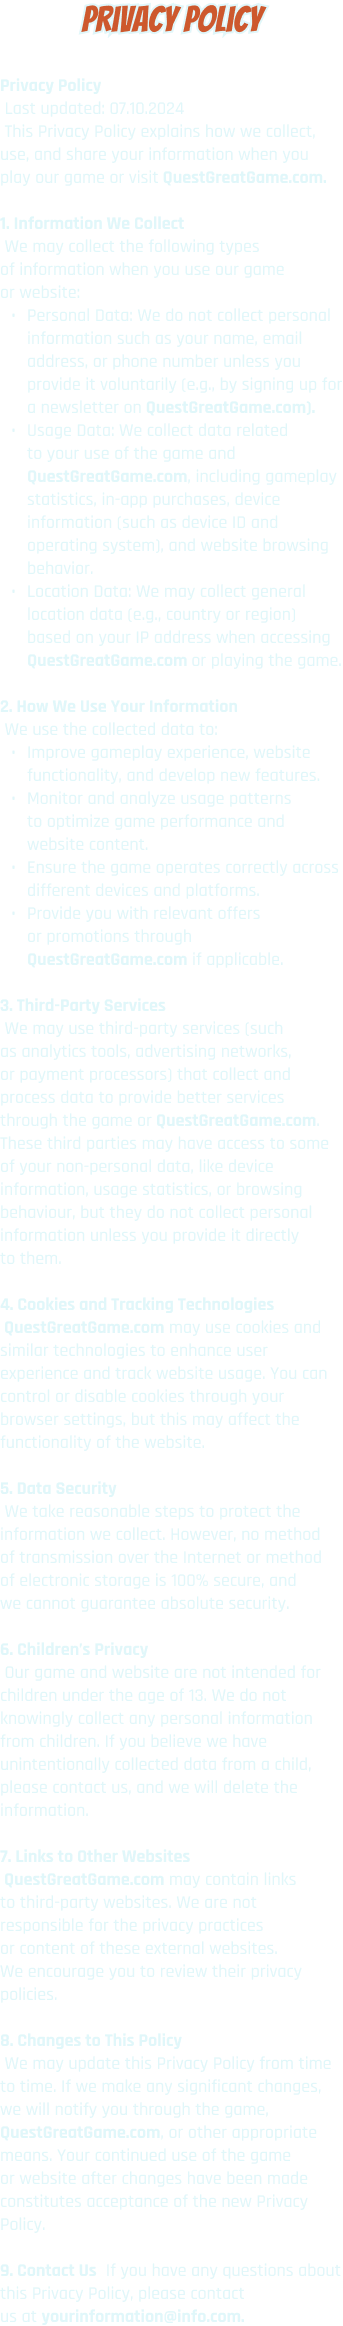 PRIVACY POLICY
Privacy Policy
Last updated: 07.10.2024
This Privacy Policy explains how we collect,
use, and share your information when you
play our game or visit QuestGreatGame.com.
1. Information We Collect
We may collect the following types
of information when you use our game
or website:
• Personal Data: We do not collect personal
information such as your name, email
address, or phone number unless you
provide it voluntarily (e.g., by signing up for
a newsletter on QuestGreatGame.com).
• Usage Data: We collect data related
to your use of the game and
QuestGreatGame.com, including gameplay
statistics, in-app purchases, device
information (such as device ID and
operating system), and website browsing
behavior.
• Location Data: We may collect general
location data (e.g., country or region)
based on your IP address when accessing
QuestGreatGame.com or playing the game.
2. How We Use Your Information
We use the collected data to:
• Improve gameplay experience, website
functionality, and develop new features.
• Monitor and analyze usage patterns
to optimize game performance and
website content.
• Ensure the game operates correctly across
different devices and platforms.
• Provide you with relevant offers
or promotions through
QuestGreatGame.com if applicable.
3. Third-Party Services
We may use third-party services (such
as analytics tools, advertising networks,
or payment processors) that collect and
process data to provide better services
through the game or QuestGreatGame.com.
These third parties may have access to some
of your non-personal data, like device
information, usage statistics, or browsing
behaviour, but they do not collect personal
information unless you provide it directly
to them.
4. Cookies and Tracking Technologies
QuestGreatGame.com may use cookies and
similar technologies to enhance user
experience and track website usage. You can
control or disable cookies through your
browser settings, but this may affect the
functionality of the website.
5. Data Security
We take reasonable steps to protect the
information we collect. However, no method
of transmission over the Internet or method
of electronic storage is 100% secure, and
we cannot guarantee absolute security.
6. Children's Privacy
Our game and website are not intended for
children under the age of 13. We do not
knowingly collect any personal information
from children. If you believe we have
unintentionally collected data from a child,
please contact us, and we will delete the
information.
7. Links to Other Websites
QuestGreatGame.com may contain links
to third-party websites. We are not
responsible for the privacy practices
or content of these external websites.
We encourage you to review their privacy
policies.
8. Changes to This Policy
We may update this Privacy Policy from time
to time. If we make any significant changes,
we will notify you through the game,
QuestGreatGame.com, or other appropriate
means. Your continued use of the game
or website after changes have been made
constitutes acceptance of the new Privacy
Policy.
9. Contact Us If you have any questions about
this Privacy Policy, please contact
us at yourinformation@info.com.